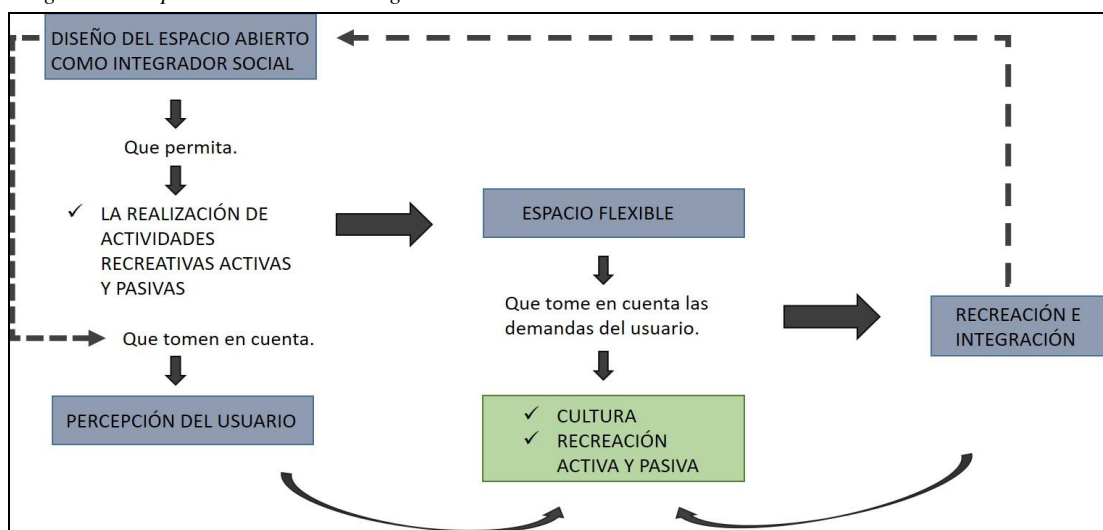 DISEÑO DEL ESPACIO ABIERTO
COMO INTEGRADOR SOCIAL
Que permita.
✓ LA REALIZACIÓN DE
ACTIVIDADES
RECREATIVAS ACTIVAS
Y PASIVAS
Que tomen en cuenta.
PERCEPCIÓN DEL USUARIO
ESPACIO FLEXIBLE
Que tome en cuenta las
demandas del usuario.
✓ CULTURA
✓ RECREACIÓN
ACTIVA Y PASIVA
RECREACIÓN E
INTEGRACIÓN